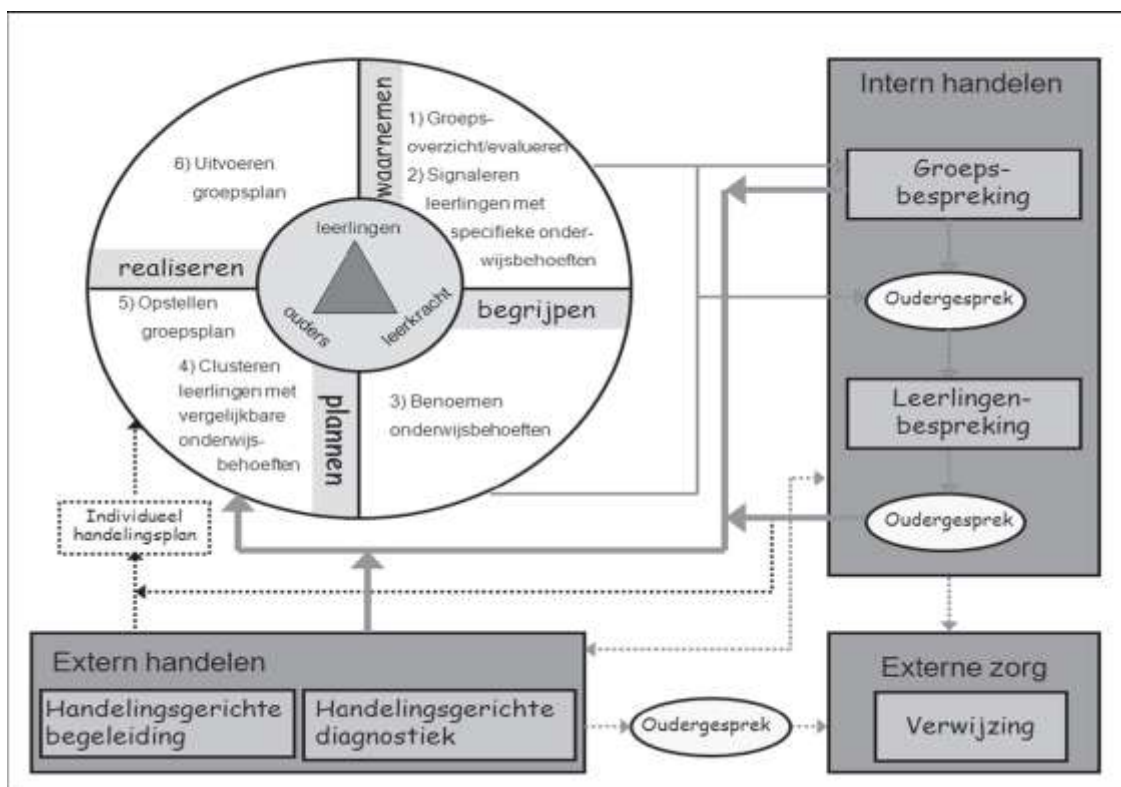 waarnemen
1) Groeps-
overzicht/evalueren
2) Signaleren
leerlingen met
specifieke onder-
wijsbehoeften
begrijpen
3) Benoemen
onderwijsbehoeften
plannen
4) Clusteren
leerlingen met
vergelijkbare
onderwijs-
behoeften
5) Opstellen
groepsplan
realiseren
6) Uitvoeren
groepsplan
leerlingen
ouders
leerkracht
Individueel
handelingsplan
Intern handelen
Groeps-
bespreking
Oudergesprek
Leerlingen-
bespreking
Oudergesprek
Extern handelen
Handelingsgerichte
begeleiding
Handelingsgerichte
diagnostiek
Oudergesprek
Externe zorg
Verwijzing